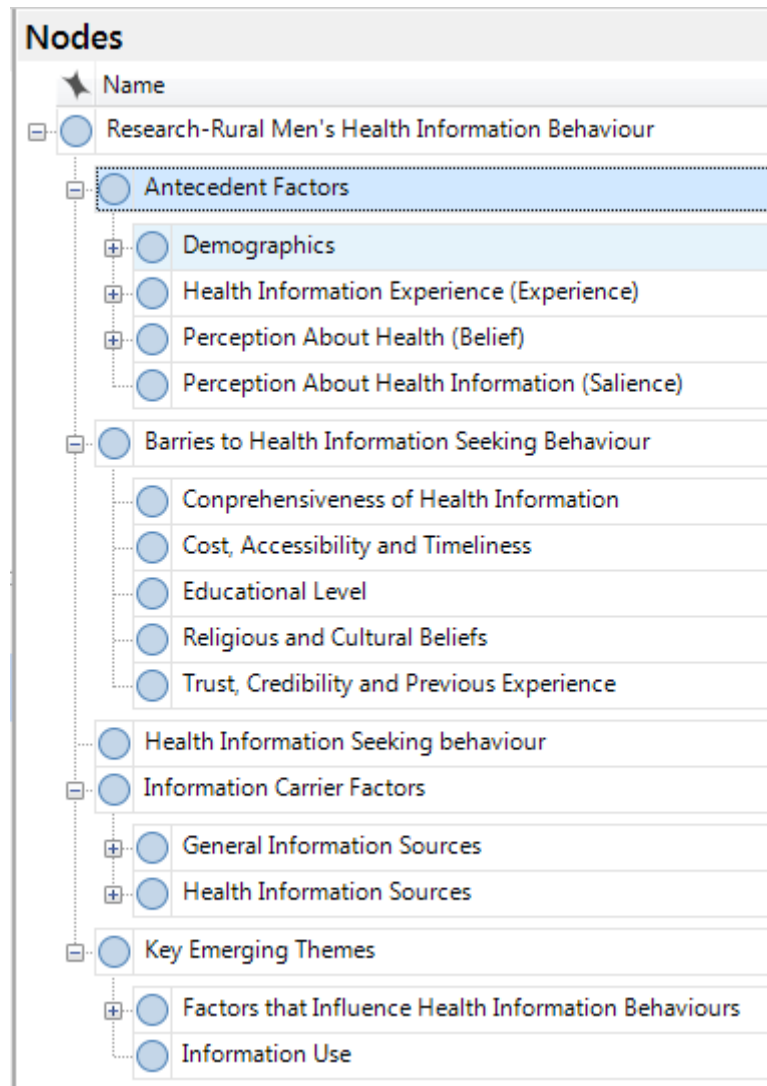 Nodes
Name
Research-Rural Men's Health Information Behaviour
Antecedent Factors
Demographics
Health Information Experience (Experience)
Perception About Health (Belief)
Perception About Health Information (Salience)
Barries to Health Information Seeking Behaviour
Conprehensiveness of Health Information
Cost, Accessibility and Timeliness
Educational Level
Religious and Cultural Beliefs
Trust, Credibility and Previous Experience
Health Information Seeking behaviour
Information Carrier Factors
General Information Sources
Health Information Sources
Key Emerging Themes
Factors that Influence Health Information Behaviours
Information Use